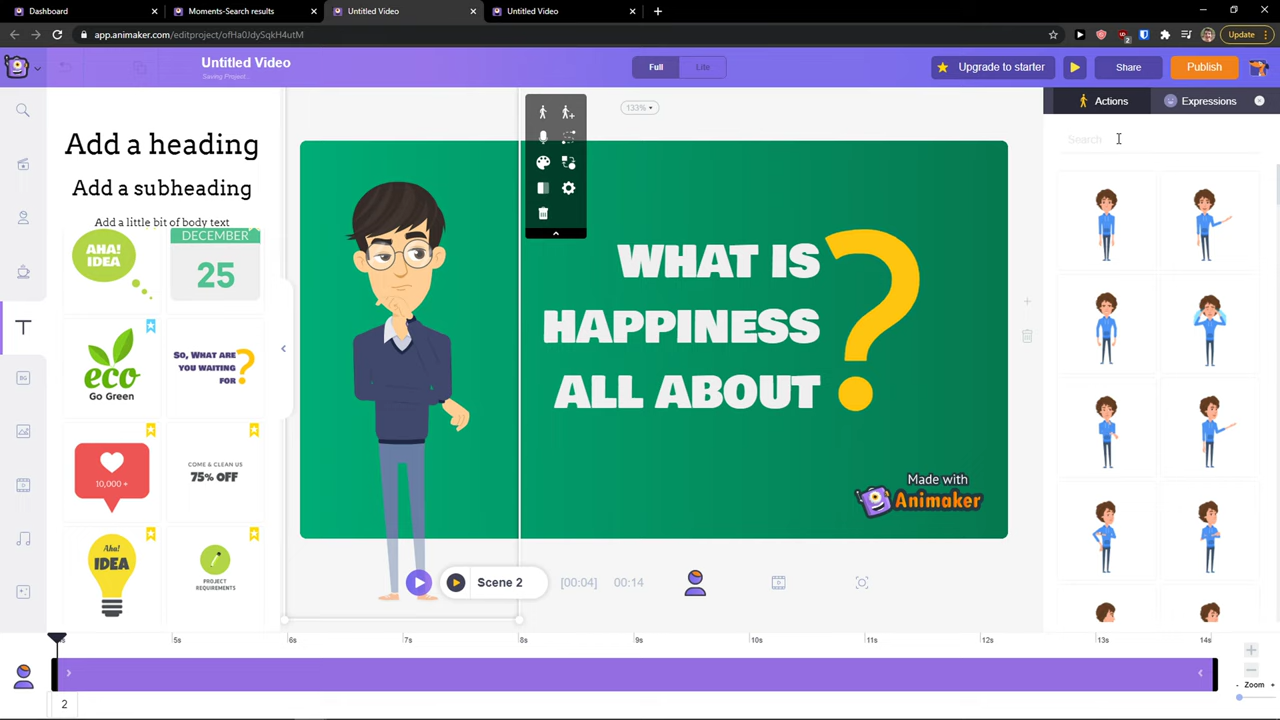 Dashboard
Moments-Search results
Untitled Video
Untitled Video
app.animaker.com/editproject/ofHa0JdySqkH4utM
Update
Untitled Video
Saving Project..
Full
Lite
Upgrade to starter
Share
Publish
133%
Actions
Expressions
Search
Add a heading
Add a subheading
Add a little bit of body text
AHA!
IDEA
DECEMBER
25
eco
Go Green
SO, WHAT ARE
YOU WAITING
FOR ?
10,000 +
COME & CLEAN US
75% OFF
Aha!
IDEA
PROJECT
REQUIREMENTS
WHAT IS
HAPPINESS
ALL ABOUT
?
Made with
Animaker
Scene 2
[00:04]
00:14
5s
6s
7s
8s
9s
10s
11s
12s
13s
14s
- Zoom +
2